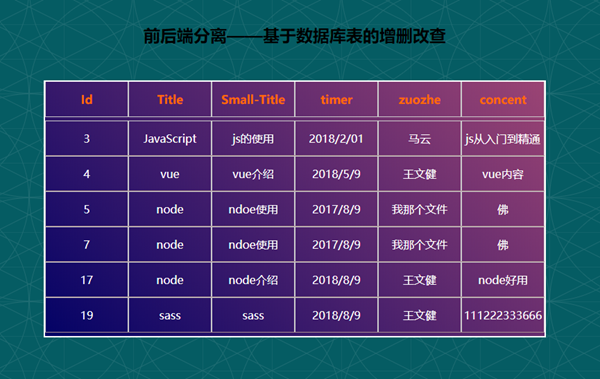 前后端分离——基于数据库表的增删改查
Id Title Small-Title timer zuozhe concent
3 JavaScript js的使用 2018/2/01 马云 js从入门到精通
4 vue vue介绍 2018/5/9 王文健 vue内容
5 node ndoe使用 2017/8/9 我那个文件 佛
7 node ndoe使用 2017/8/9 我那个文件 佛
17 node node介绍 2018/8/9 王文健 node好用
19 sass sass 2018/8/9 王文健 111222333666